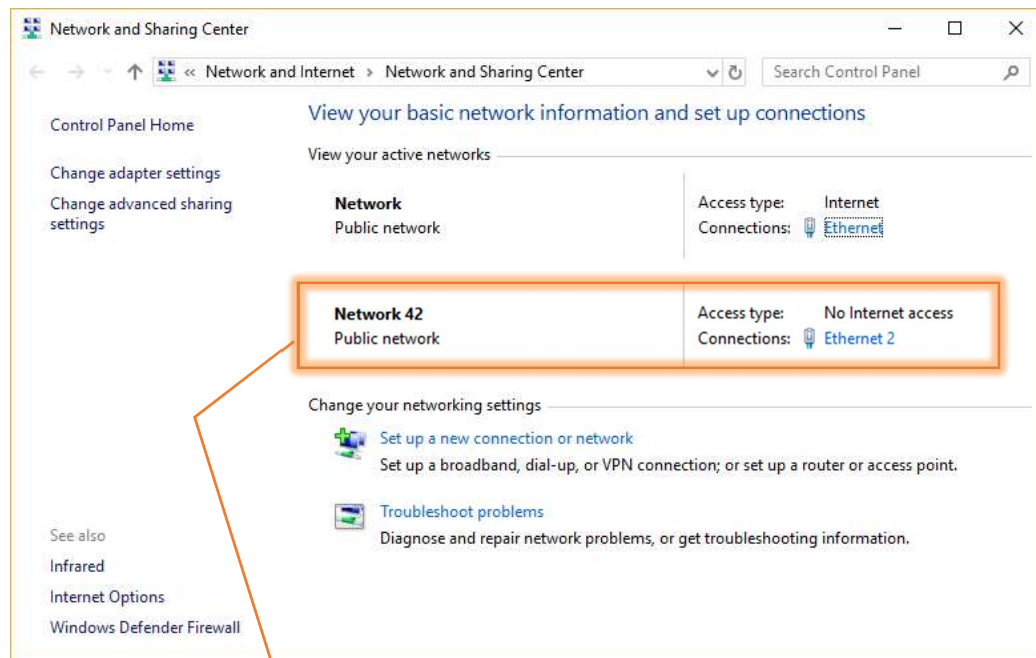 Network and Sharing Center
« Network and Internet > Network and Sharing Center
Search Control Panel
Control Panel Home
Change adapter settings
Change advanced sharing
settings
See also
Infrared
Internet Options
Windows Defender Firewall
View your basic network information and set up connections
View your active networks
Network
Public network
Access type: Internet
Connections: Ethernet
Network 42
Public network
Access type: No Internet access
Connections: Ethernet 2
Change your networking settings
Set up a new connection or network
Set up a broadband, dial-up, or VPN connection; or set up a router or access point.
Troubleshoot problems
Diagnose and repair network problems, or get troubleshooting information.